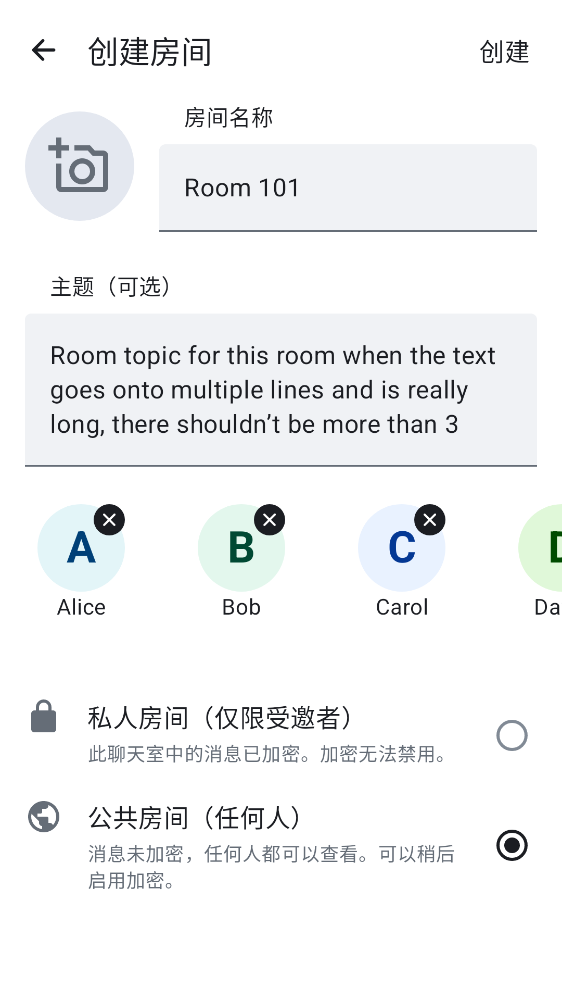 创建房间
创建
房间名称
Room 101
主题（可选）
Room topic for this room when the text
goes onto multiple lines and is really
long, there shouldn’t be more than 3
A
B
C
Alice
Bob
Carol
Da
私人房间（仅限受邀者）
此聊天室中的消息已加密。加密无法禁用。
公共房间（任何人）
消息未加密，任何人都可以查看。可以稍后
启用加密。